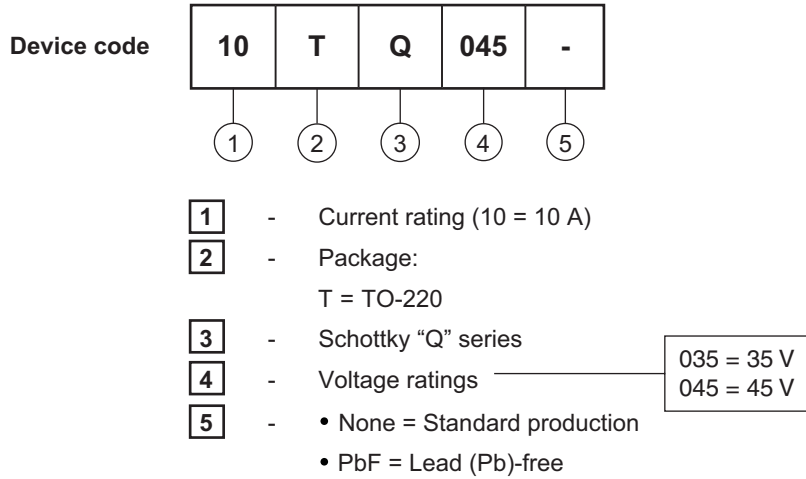 Device code 10 T Q 045 -
1 2 3 4 5
1 - Current rating (10 = 10 A)
2 - Package:
T = TO-220
3 - Schottky “Q” series
4 - Voltage ratings
035 = 35 V
045 = 45 V
5 - • None = Standard production
• PbF = Lead (Pb)-free